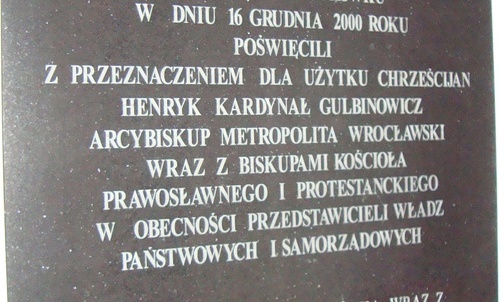 W DNIU 16 GRUDNIA 2000 ROKU
POŚWIĘCILI
Z PRZEZNACZENIEM DLA UŻYTKU CHRZEŚCIJAN
HENRYK KARDYNAŁ GULBINOWICZ
ARCYBISKUP METROPOLITA WROCŁAWSKI
WRAZ Z BISKUPAMI KOŚCIOŁA
PRAWOSŁAWNEGO I PROTESTANCKIEGO
W OBECNOŚCI PRZEDSTAWICIELI WŁADZ
PAŃSTWOWYCH I SAMORZĄDOWYCH
WRAZ Z